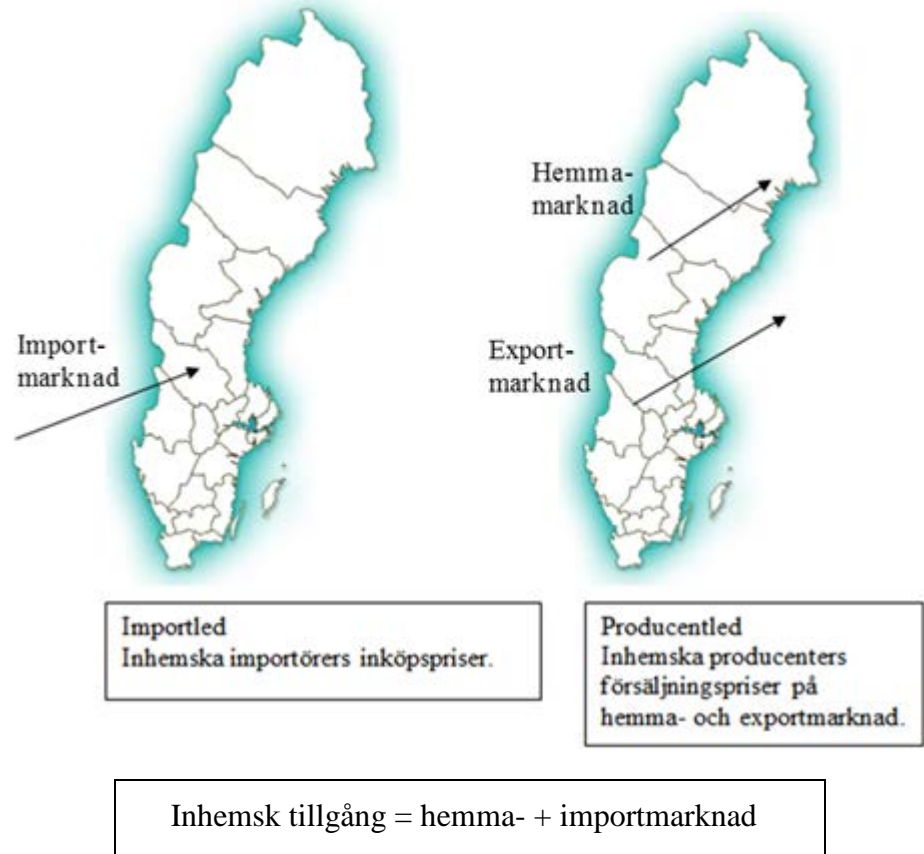 Import-
marknad
Hemma-
marknad
Export-
marknad
Importled
Inhemska importörers inköpspriser.
Producentled
Inhemska producenters
försäljningspriser på
hemma- och exportmarknad.
Inhemsk tillgång = hemma- + importmarknad